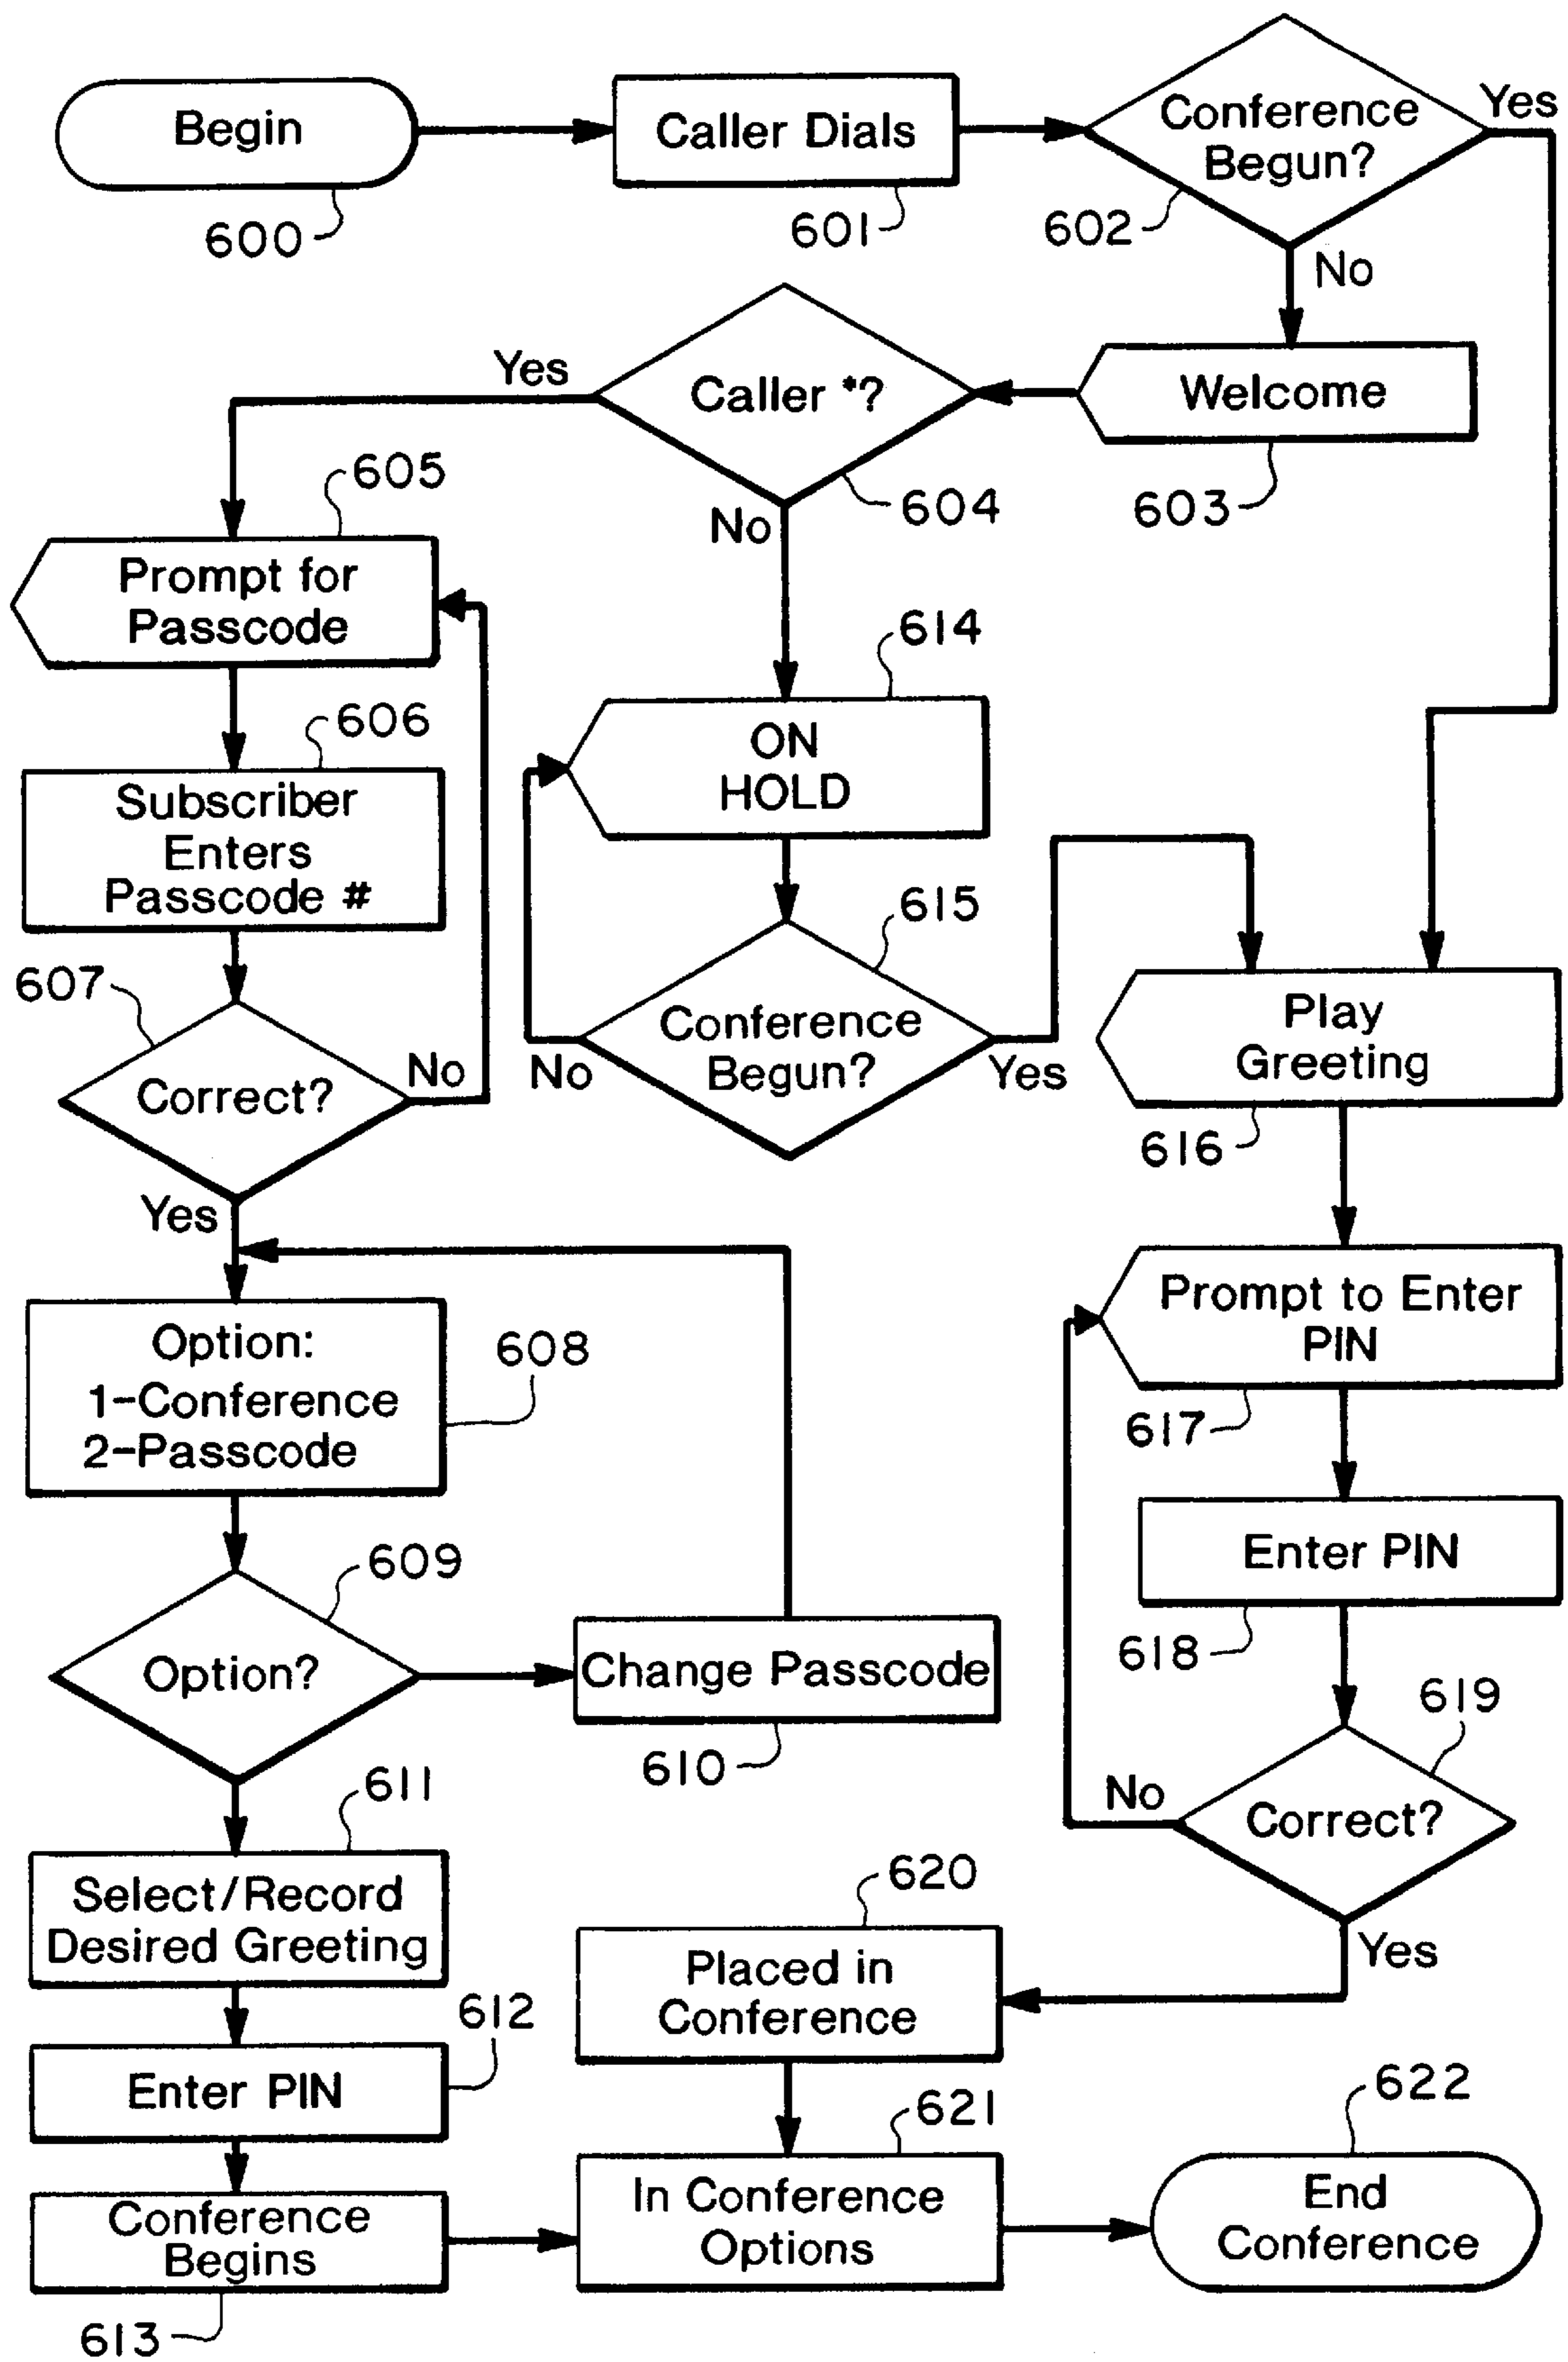 Begin
600
Caller Dials
601
Conference
Begun?
602
Yes
No
Welcome
603
Caller *?
604
Yes
No
605
Prompt for
Passcode
606
Subscriber
Enters
Passcode #
607
Correct?
No
Yes
614
ON
HOLD
615
Conference
Begun?
No
Yes
Play
Greeting
616
Prompt to Enter
PIN
617
Enter PIN
618
619
Correct?
No
Yes
Option:
1-Conference
2-Passcode
608
609
Option?
Change Passcode
610
611
Select/Record
Desired Greeting
612
Enter PIN
Conference
Begins
613
620
Placed in
Conference
621
In Conference
Options
622
End
Conference